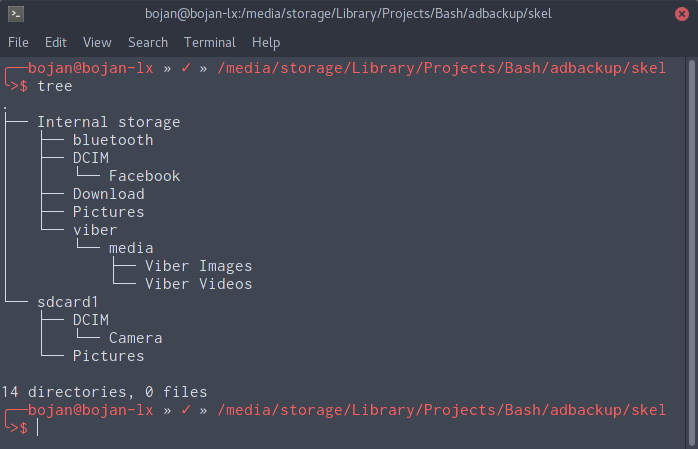 bojan@bojan-lx:/media/storage/Library/Projects/Bash/adbackup/skel
File Edit View Search Terminal Help
╭──bojan@bojan-lx » ✓ » /media/storage/Library/Projects/Bash/adbackup/skel
╰>$ tree
.
├── Internal storage
│   ├── bluetooth
│   ├── DCIM
│   │   └── Facebook
│   ├── Download
│   ├── Pictures
│   └── viber
│       └── media
│           ├── Viber Images
│           └── Viber Videos
└── sdcard1
    ├── DCIM
    │   └── Camera
    └── Pictures

14 directories, 0 files
╭──bojan@bojan-lx » ✓ » /media/storage/Library/Projects/Bash/adbackup/skel
╰>$